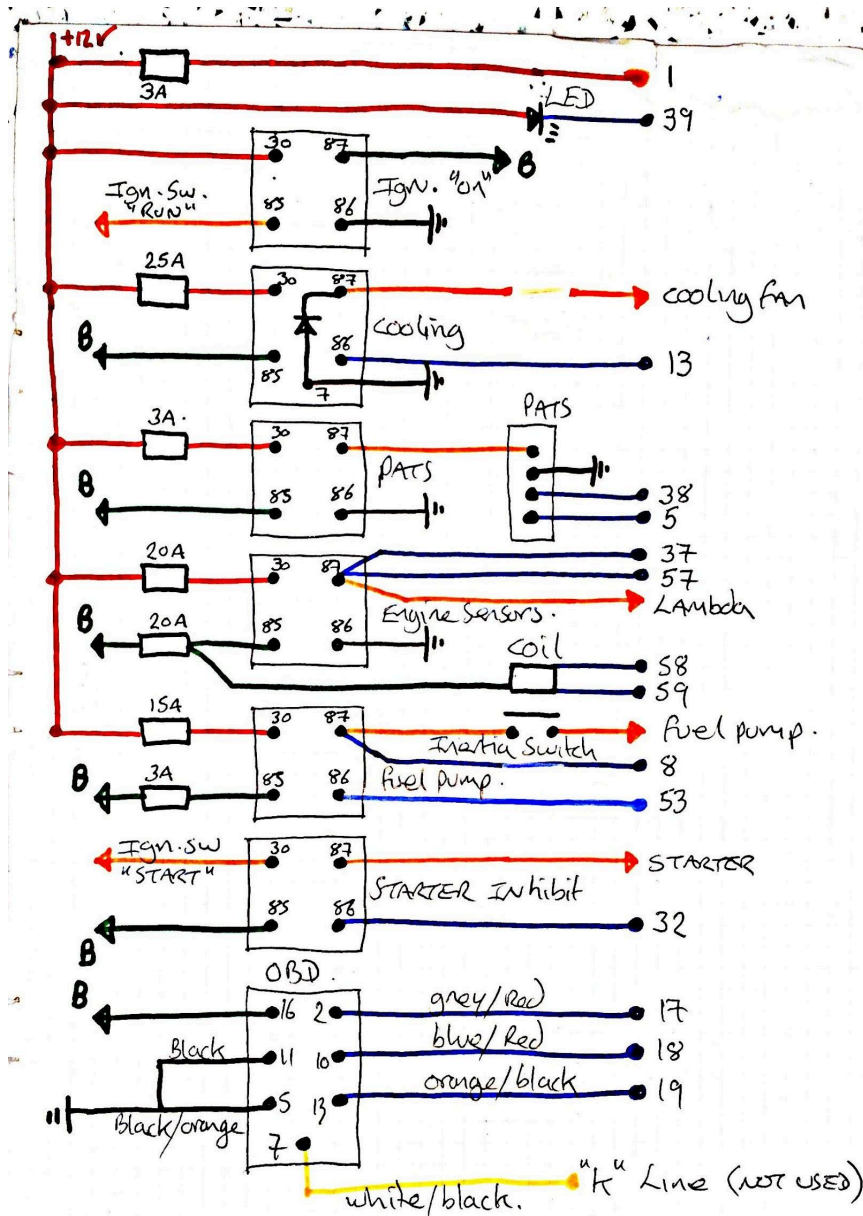 +12V
3A
1
LED
39
30 87
B
Ign. "On"
Ign. Sw.
"RUN"
85 86
25A
30 87
cooling fan
B
cooling
85 86
13
7
3A.
30 87
PATS
PATS
B
85 86
38
5
20A
30 87
37
57
LAmbda
Engine Sensors.
B
20A
85 86
coil
58
59
15A
30 87
fuel pump.
Inertia Switch
8
B
3A
85 86
fuel pump.
53
Ign. sw
"START"
30 87
STARTER
STARTER INhibit
B
85 86
32
OBD.
B
16 2
grey/Red
17
Black
11 10
blue/Red
18
Black/orange
5 13
orange/black
19
7
white/black.
"K" Line (NOT USED)